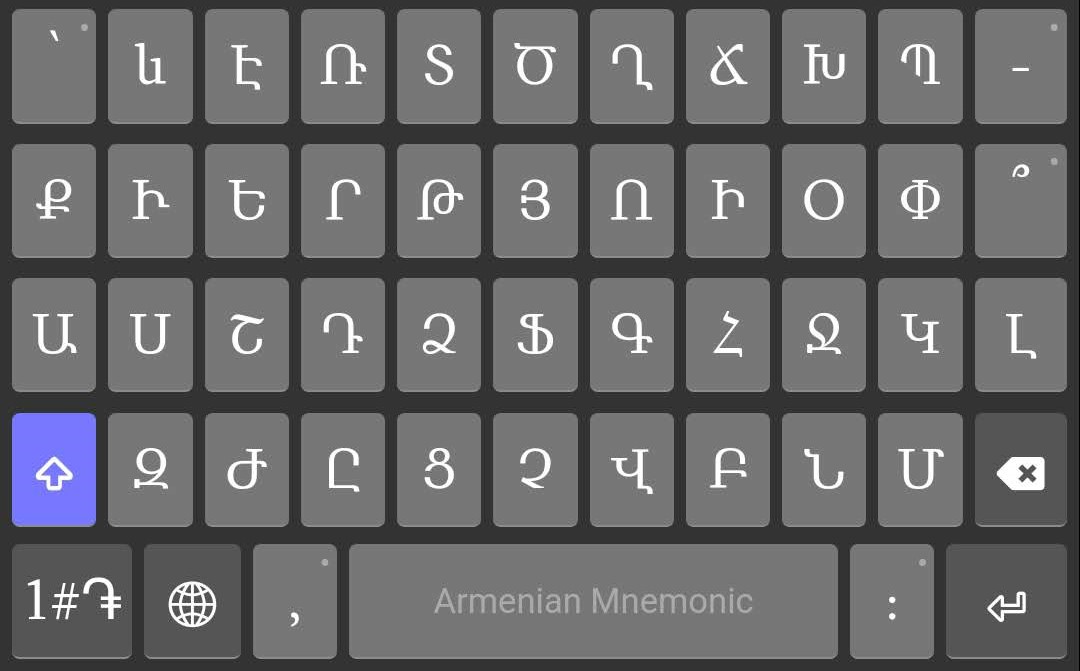 ՝ և Է Ռ Տ Ծ Ղ Ճ Խ Պ -
Ք Ւ Ե Ր Թ Յ Ո Ի Օ Փ ՞
Ա Ս Շ Դ Ձ Ֆ Գ Հ Ջ Կ Լ
Զ Ժ Ը Ց Չ Վ Բ Ն Մ
1#֏ , Armenian Mnemonic :